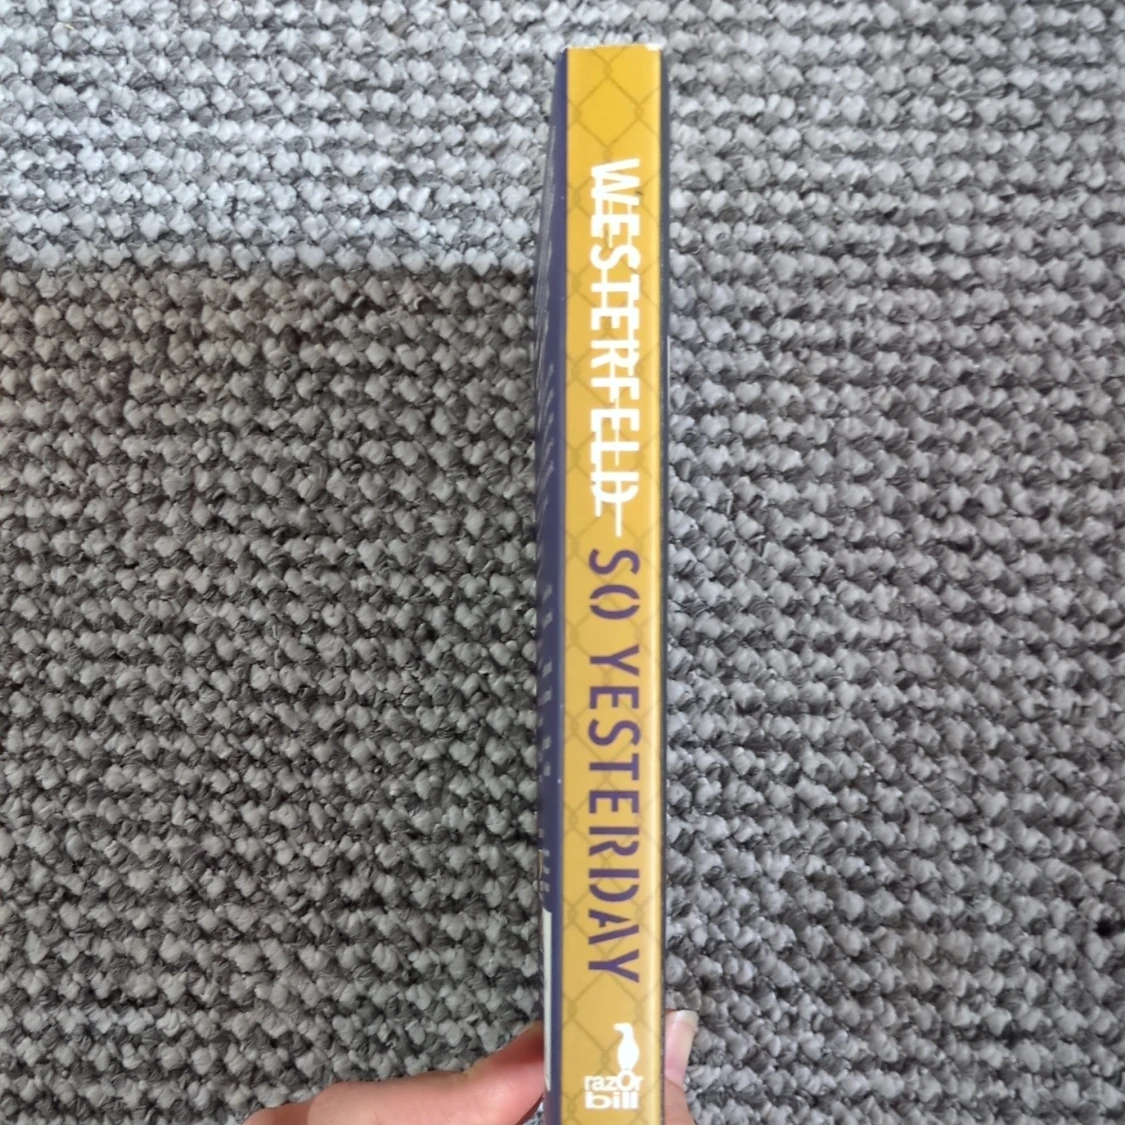 WESTERFELD
SO YESTERDAY
razOr
bill